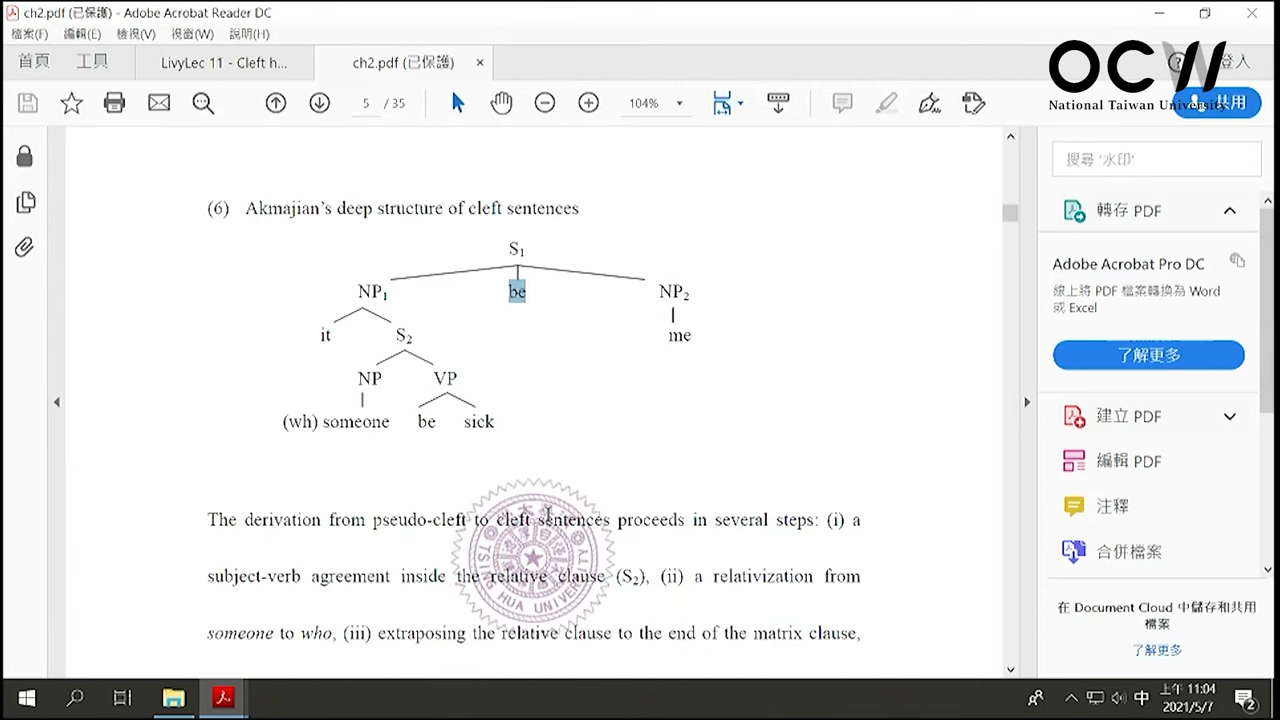 ch2.pdf (已保護) - Adobe Acrobat Reader DC
檔案(F) 編輯(E) 檢視(V) 視窗(W) 說明(H)
首頁 工具 LivyLec 11 - Cleft h... ch2.pdf (已保護) × 登入
OCW
National Taiwan University
5 / 35 104% 共用
搜尋 '水印'
轉存 PDF
Adobe Acrobat Pro DC
線上將 PDF 檔案轉換為 Word
或 Excel
了解更多
建立 PDF
編輯 PDF
注釋
合併檔案
在 Document Cloud 中儲存和共用
檔案
了解更多
(6) Akmajian’s deep structure of cleft sentences
S₁
NP₁ be NP₂
it S₂ me
NP VP
(wh) someone be sick
The derivation from pseudo-cleft to cleft sentences proceeds in several steps: (i) a
subject-verb agreement inside the relative clause (S₂), (ii) a relativization from
someone to who, (iii) extraposing the relative clause to the end of the matrix clause,
TSING HUA UNIVERSITY
中 上午 11:04
2021/5/7
2